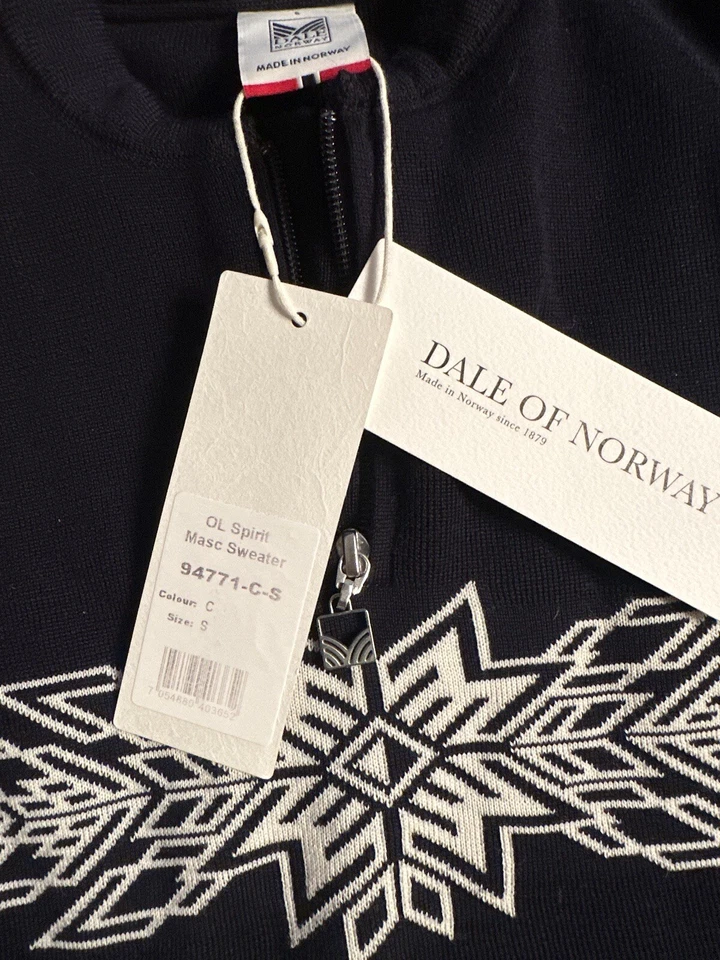 DALE
NORWAY
MADE IN NORWAY
DALE OF NORWAY
Made in Norway since 1879
OL Spirit
Masc Sweater
94771-C-S
Colour: C
Size: S